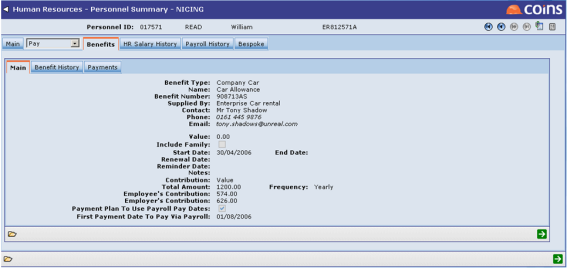 Human Resources - Personnel Summary - NICING COINS
Personnel ID: 017571 READ William ER812571A
Main Pay Benefits HR Salary History Payroll History Bespoke
Main Benefit History Payments
Benefit Type: Company Car
Name: Car Allowance
Benefit Number: 908713AS
Supplied By: Enterprise Car rental
Contact: Mr Tony Shadow
Phone: 0161 445 9876
Email: tony.shadows@unreal.com
Value: 0.00
Include Family:
Start Date: 30/04/2006 End Date:
Renewal Date:
Reminder Date:
Notes:
Contribution: Value
Total Amount: 1200.00 Frequency: Yearly
Employee's Contribution: 574.00
Employer's Contribution: 626.00
Payment Plan To Use Payroll Pay Dates:
First Payment Date To Pay Via Payroll: 01/08/2006